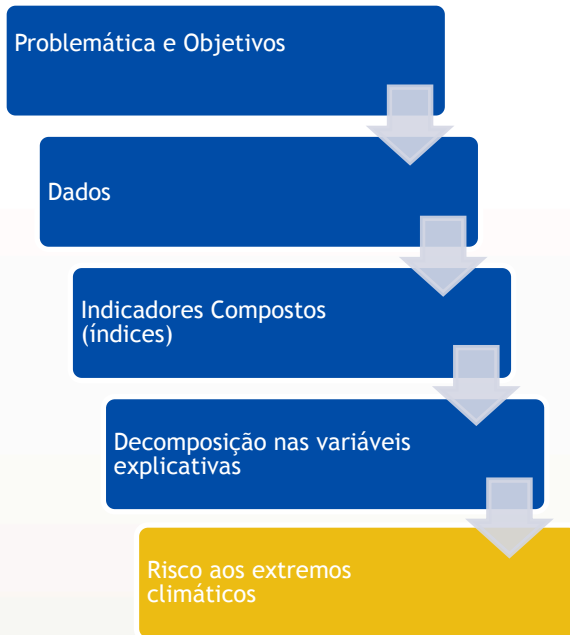 Problemática e Objetivos
Dados
Indicadores Compostos
(índices)
Decomposição nas variáveis
explicativas
Risco aos extremos
climáticos